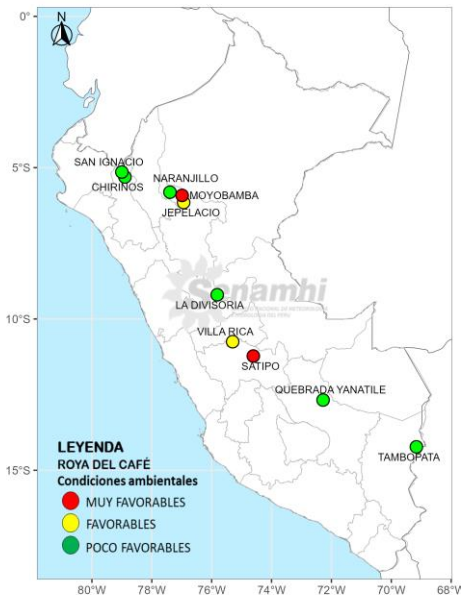 N
0°
SAN IGNACIO
5°S
NARANJILLO
CHIRINOS
MOYOBAMBA
JEPELACIO
Senamhi
LA DIVISORIA
10°S
VILLA RICA
SATIPO
QUEBRADA YANATILE
TAMBOPATA
LEYENDA
ROYA DEL CAFÉ
Condiciones ambientales
15°S
MUY FAVORABLES
FAVORABLES
POCO FAVORABLES
80°W 78°W 76°W 74°W 72°W 70°W 68°W